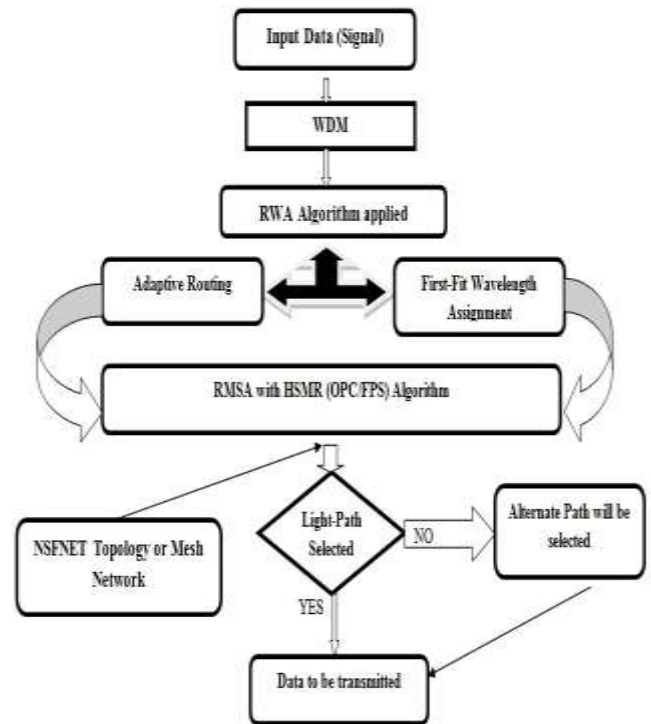 Input Data (Signal)
WDM
RWA Algorithm applied
Adaptive Routing
First-Fit Wavelength
Assignment
RMSA with HSMR (OPC/FPS) Algorithm
NSFNET Topology or Mesh
Network
Light-Path
Selected
NO
Alternate Path will be
selected
YES
Data to be transmitted